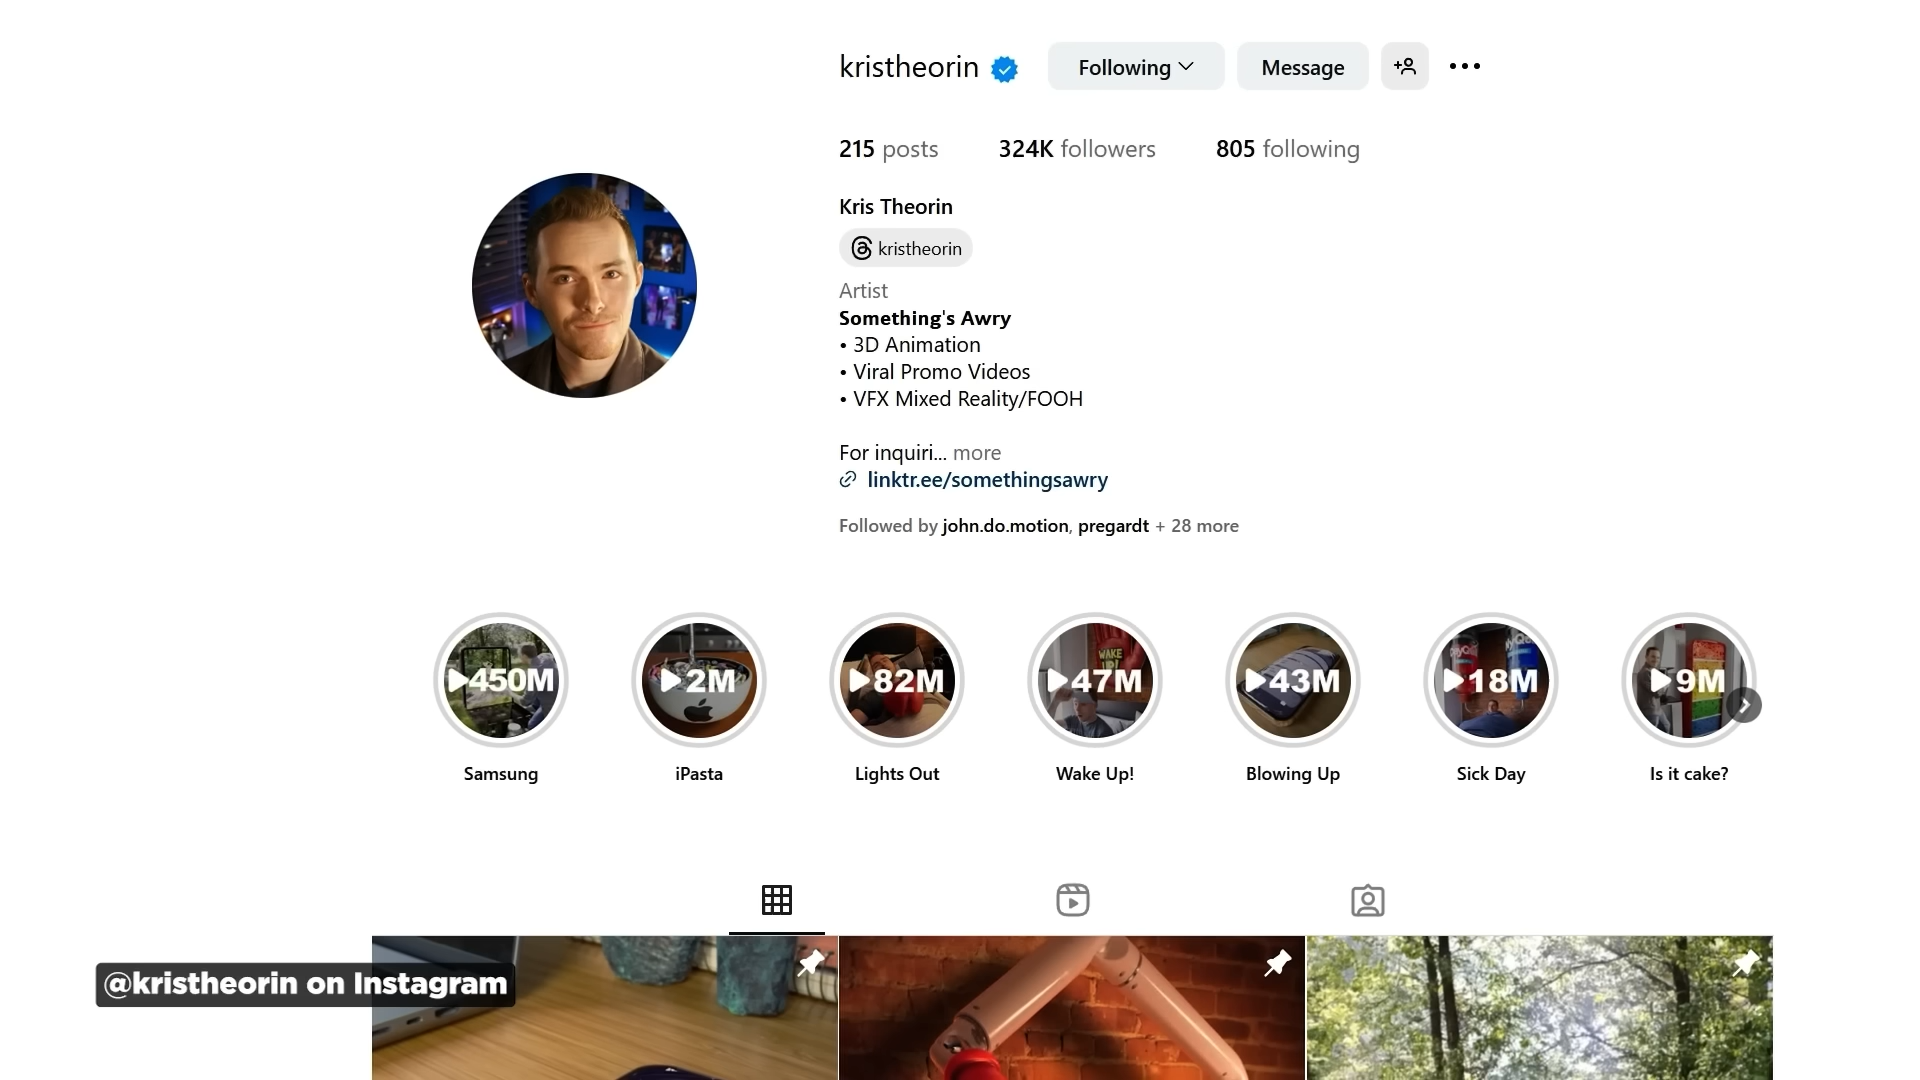 kristheorin
Following
Message
215 posts 324K followers 805 following
Kris Theorin
kristheorin
Artist
Something's Awry
• 3D Animation
• Viral Promo Videos
• VFX Mixed Reality/FOOH
For inquiri... more
linktr.ee/somethingsawry
Followed by john.do.motion, pregardt + 28 more
450M
2M
82M
WAKE UP!
47M
43M
18M
9M
Samsung
iPasta
Lights Out
Wake Up!
Blowing Up
Sick Day
Is it cake?
@kristheorin on Instagram